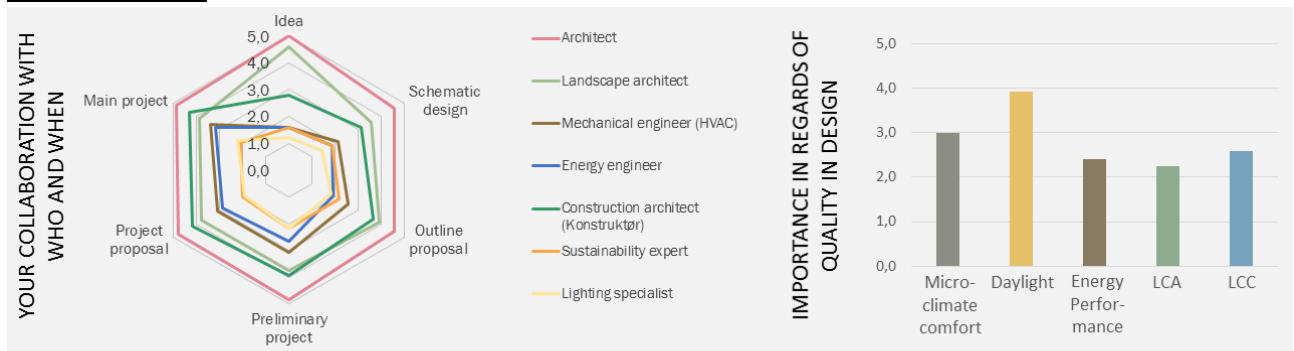 YOUR COLLABORATION WITH
WHO AND WHEN
Idea
5,0
4,0
3,0
2,0
1,0
0,0
Schematic
design
Outline
proposal
Preliminary
project
Project
proposal
Main project
Architect
Landscape architect
Mechanical engineer (HVAC)
Energy engineer
Construction architect
(Konstruktør)
Sustainability expert
Lighting specialist
IMPORTANCE IN REGARDS OF
QUALITY IN DESIGN
5,0
4,0
3,0
2,0
1,0
0,0
Micro-
climate
comfort
Daylight
Energy
Perfor-
mance
LCA
LCC